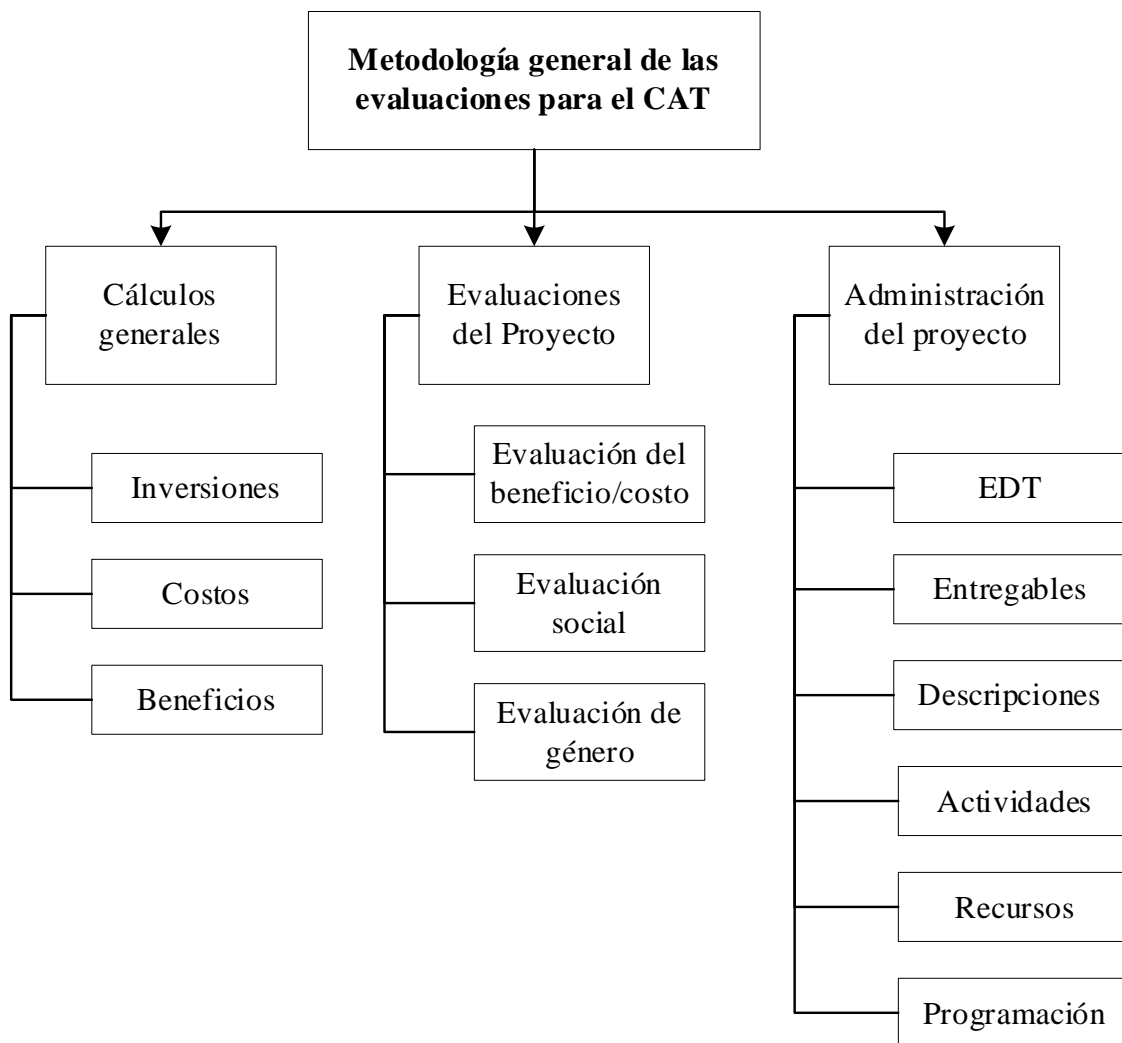 Metodología general de las
evaluaciones para el CAT
Cálculos
generales
Inversiones
Costos
Beneficios
Evaluaciones
del Proyecto
Evaluación del
beneficio/costo
Evaluación
social
Evaluación de
género
Administración
del proyecto
EDT
Entregables
Descripciones
Actividades
Recursos
Programación